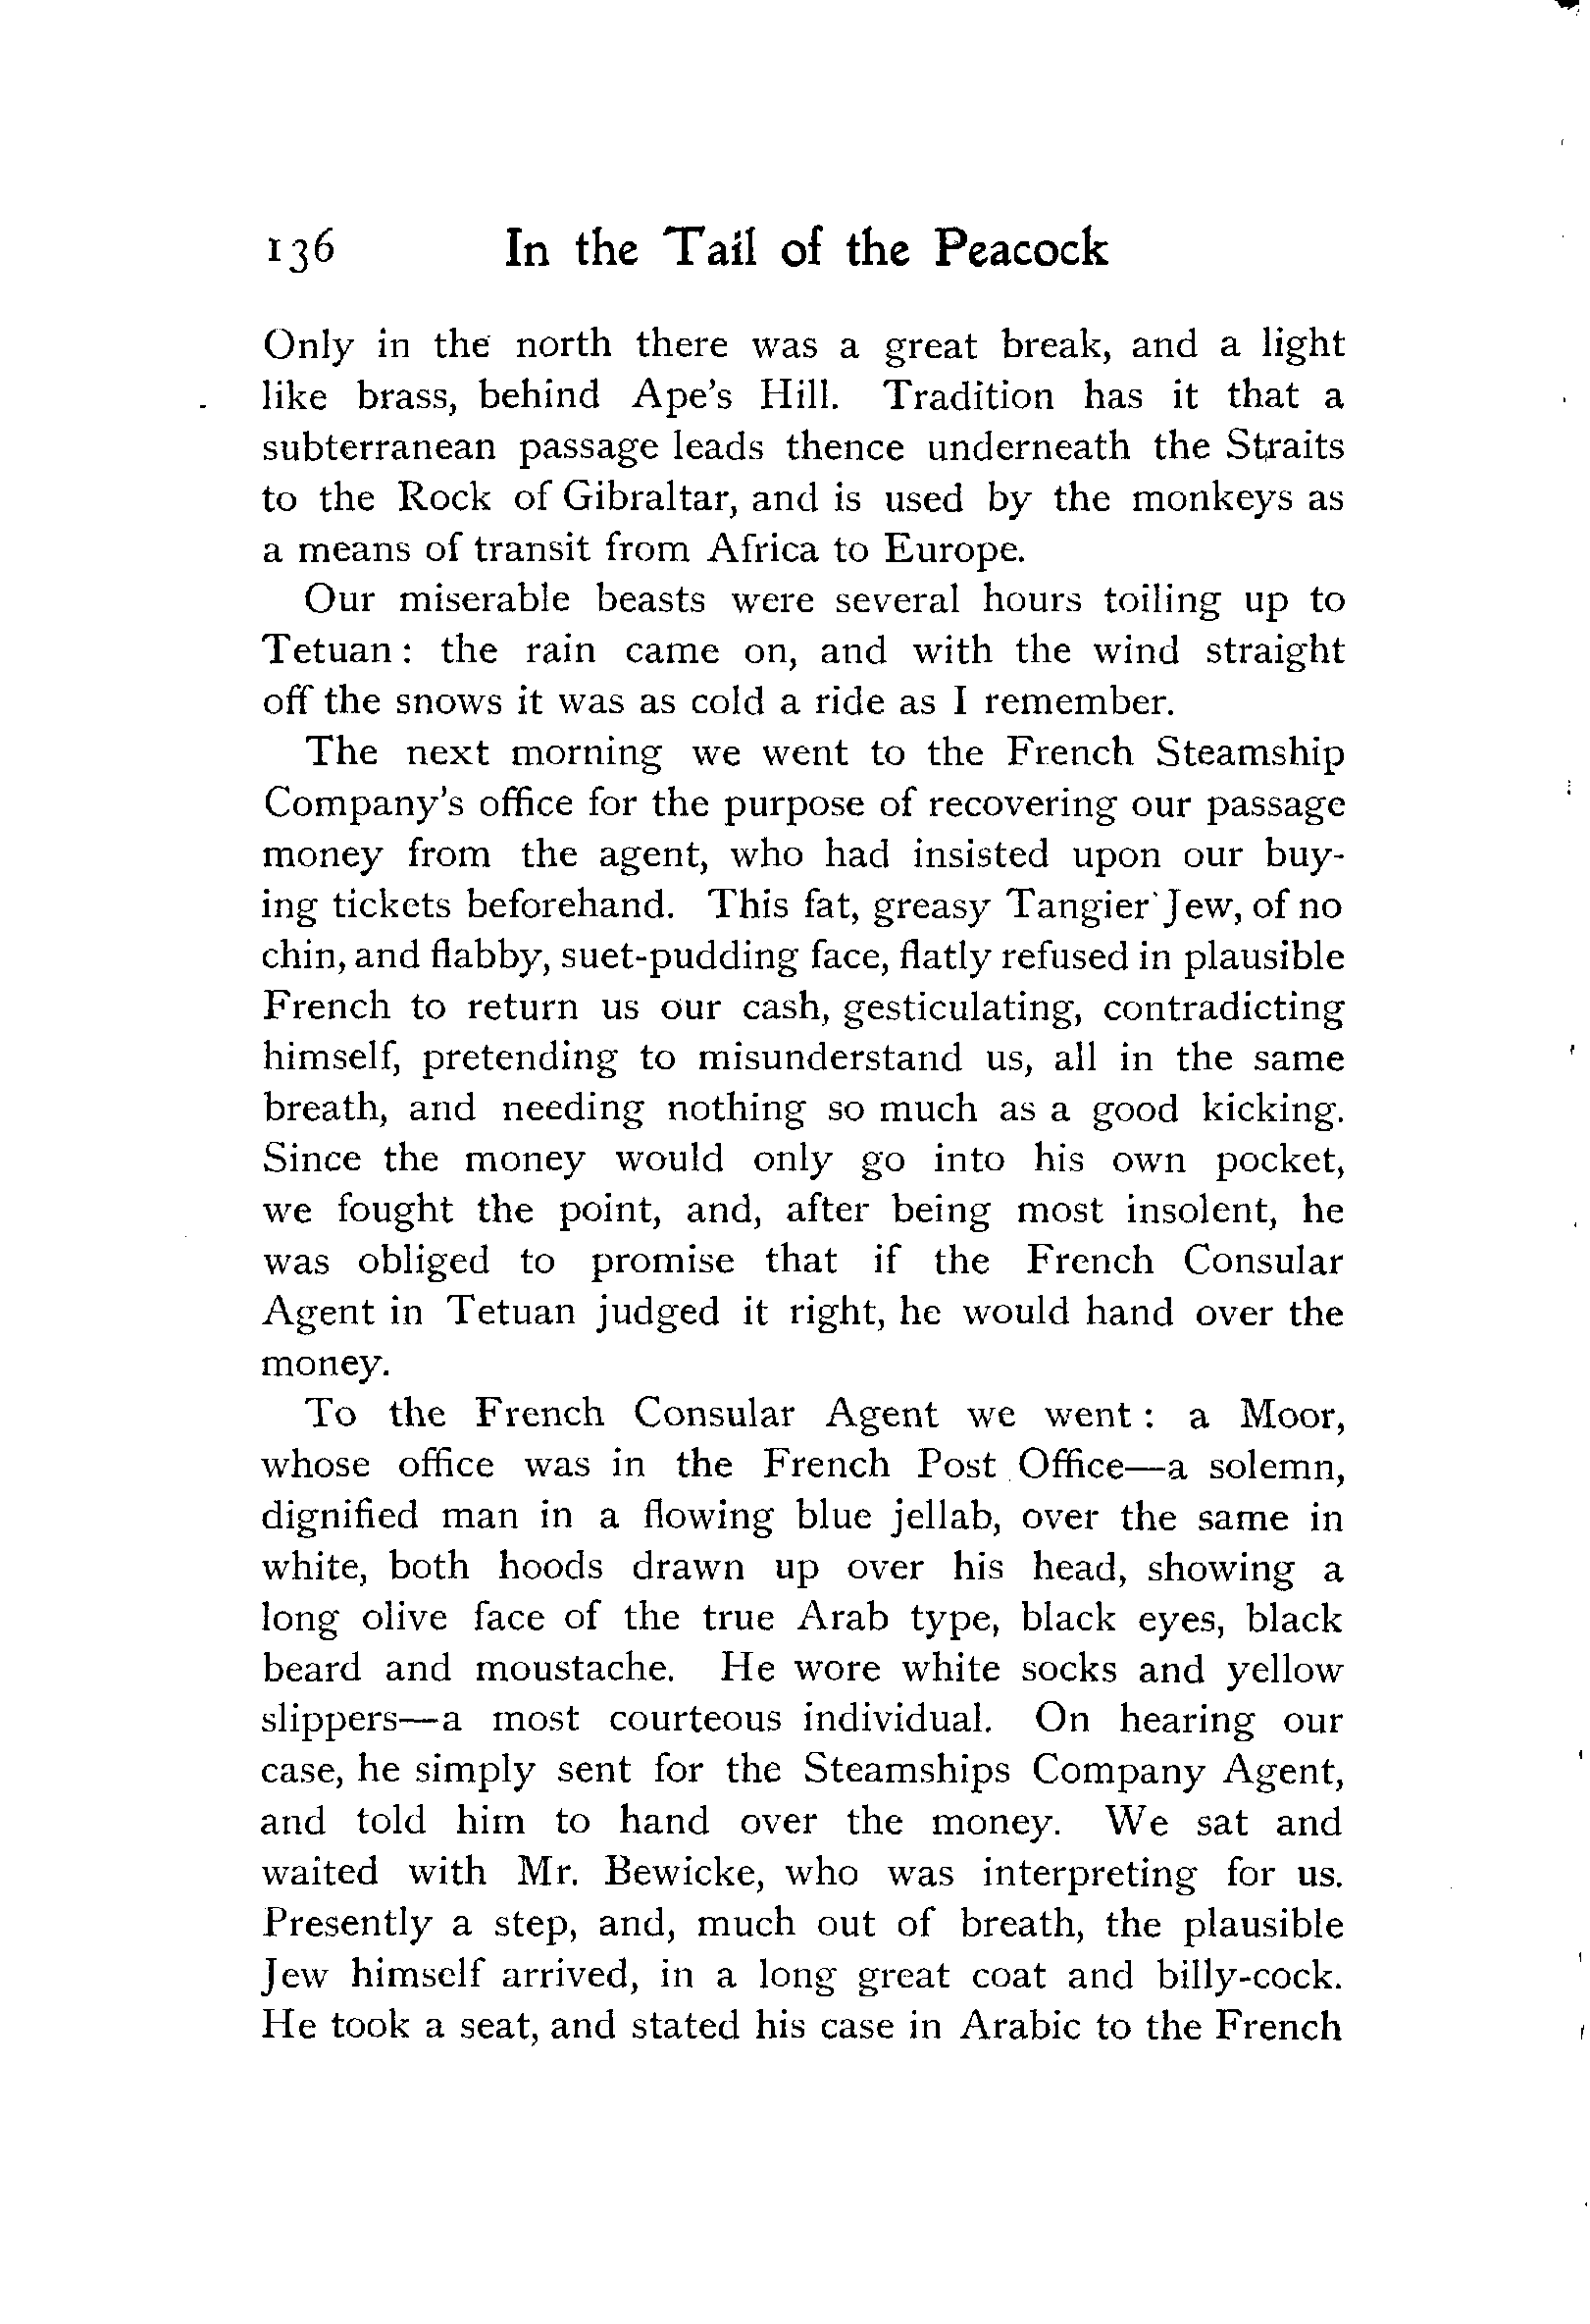 136 In the Tail of the Peacock
Only in the north there was a great break, and a light
like brass, behind Ape's Hill. Tradition has it that a
subterranean passage leads thence underneath the Straits
to the Rock of Gibraltar, and is used by the monkeys as
a means of transit from Africa to Europe.
Our miserable beasts were several hours toiling up to
Tetuan: the rain came on, and with the wind straight
off the snows it was as cold a ride as I remember.
The next morning we went to the French Steamship
Company's office for the purpose of recovering our passage
money from the agent, who had insisted upon our buy-
ing tickets beforehand. This fat, greasy Tangier Jew, of no
chin, and flabby, suet-pudding face, flatly refused in plausible
French to return us our cash, gesticulating, contradicting
himself, pretending to misunderstand us, all in the same
breath, and needing nothing so much as a good kicking.
Since the money would only go into his own pocket,
we fought the point, and, after being most insolent, he
was obliged to promise that if the French Consular
Agent in Tetuan judged it right, he would hand over the
money.
To the French Consular Agent we went: a Moor,
whose office was in the French Post Office—a solemn,
dignified man in a flowing blue jellab, over the same in
white, both hoods drawn up over his head, showing a
long olive face of the true Arab type, black eyes, black
beard and moustache. He wore white socks and yellow
slippers—a most courteous individual. On hearing our
case, he simply sent for the Steamships Company Agent,
and told him to hand over the money. We sat and
waited with Mr. Bewicke, who was interpreting for us.
Presently a step, and, much out of breath, the plausible
Jew himself arrived, in a long great coat and billy-cock.
He took a seat, and stated his case in Arabic to the French